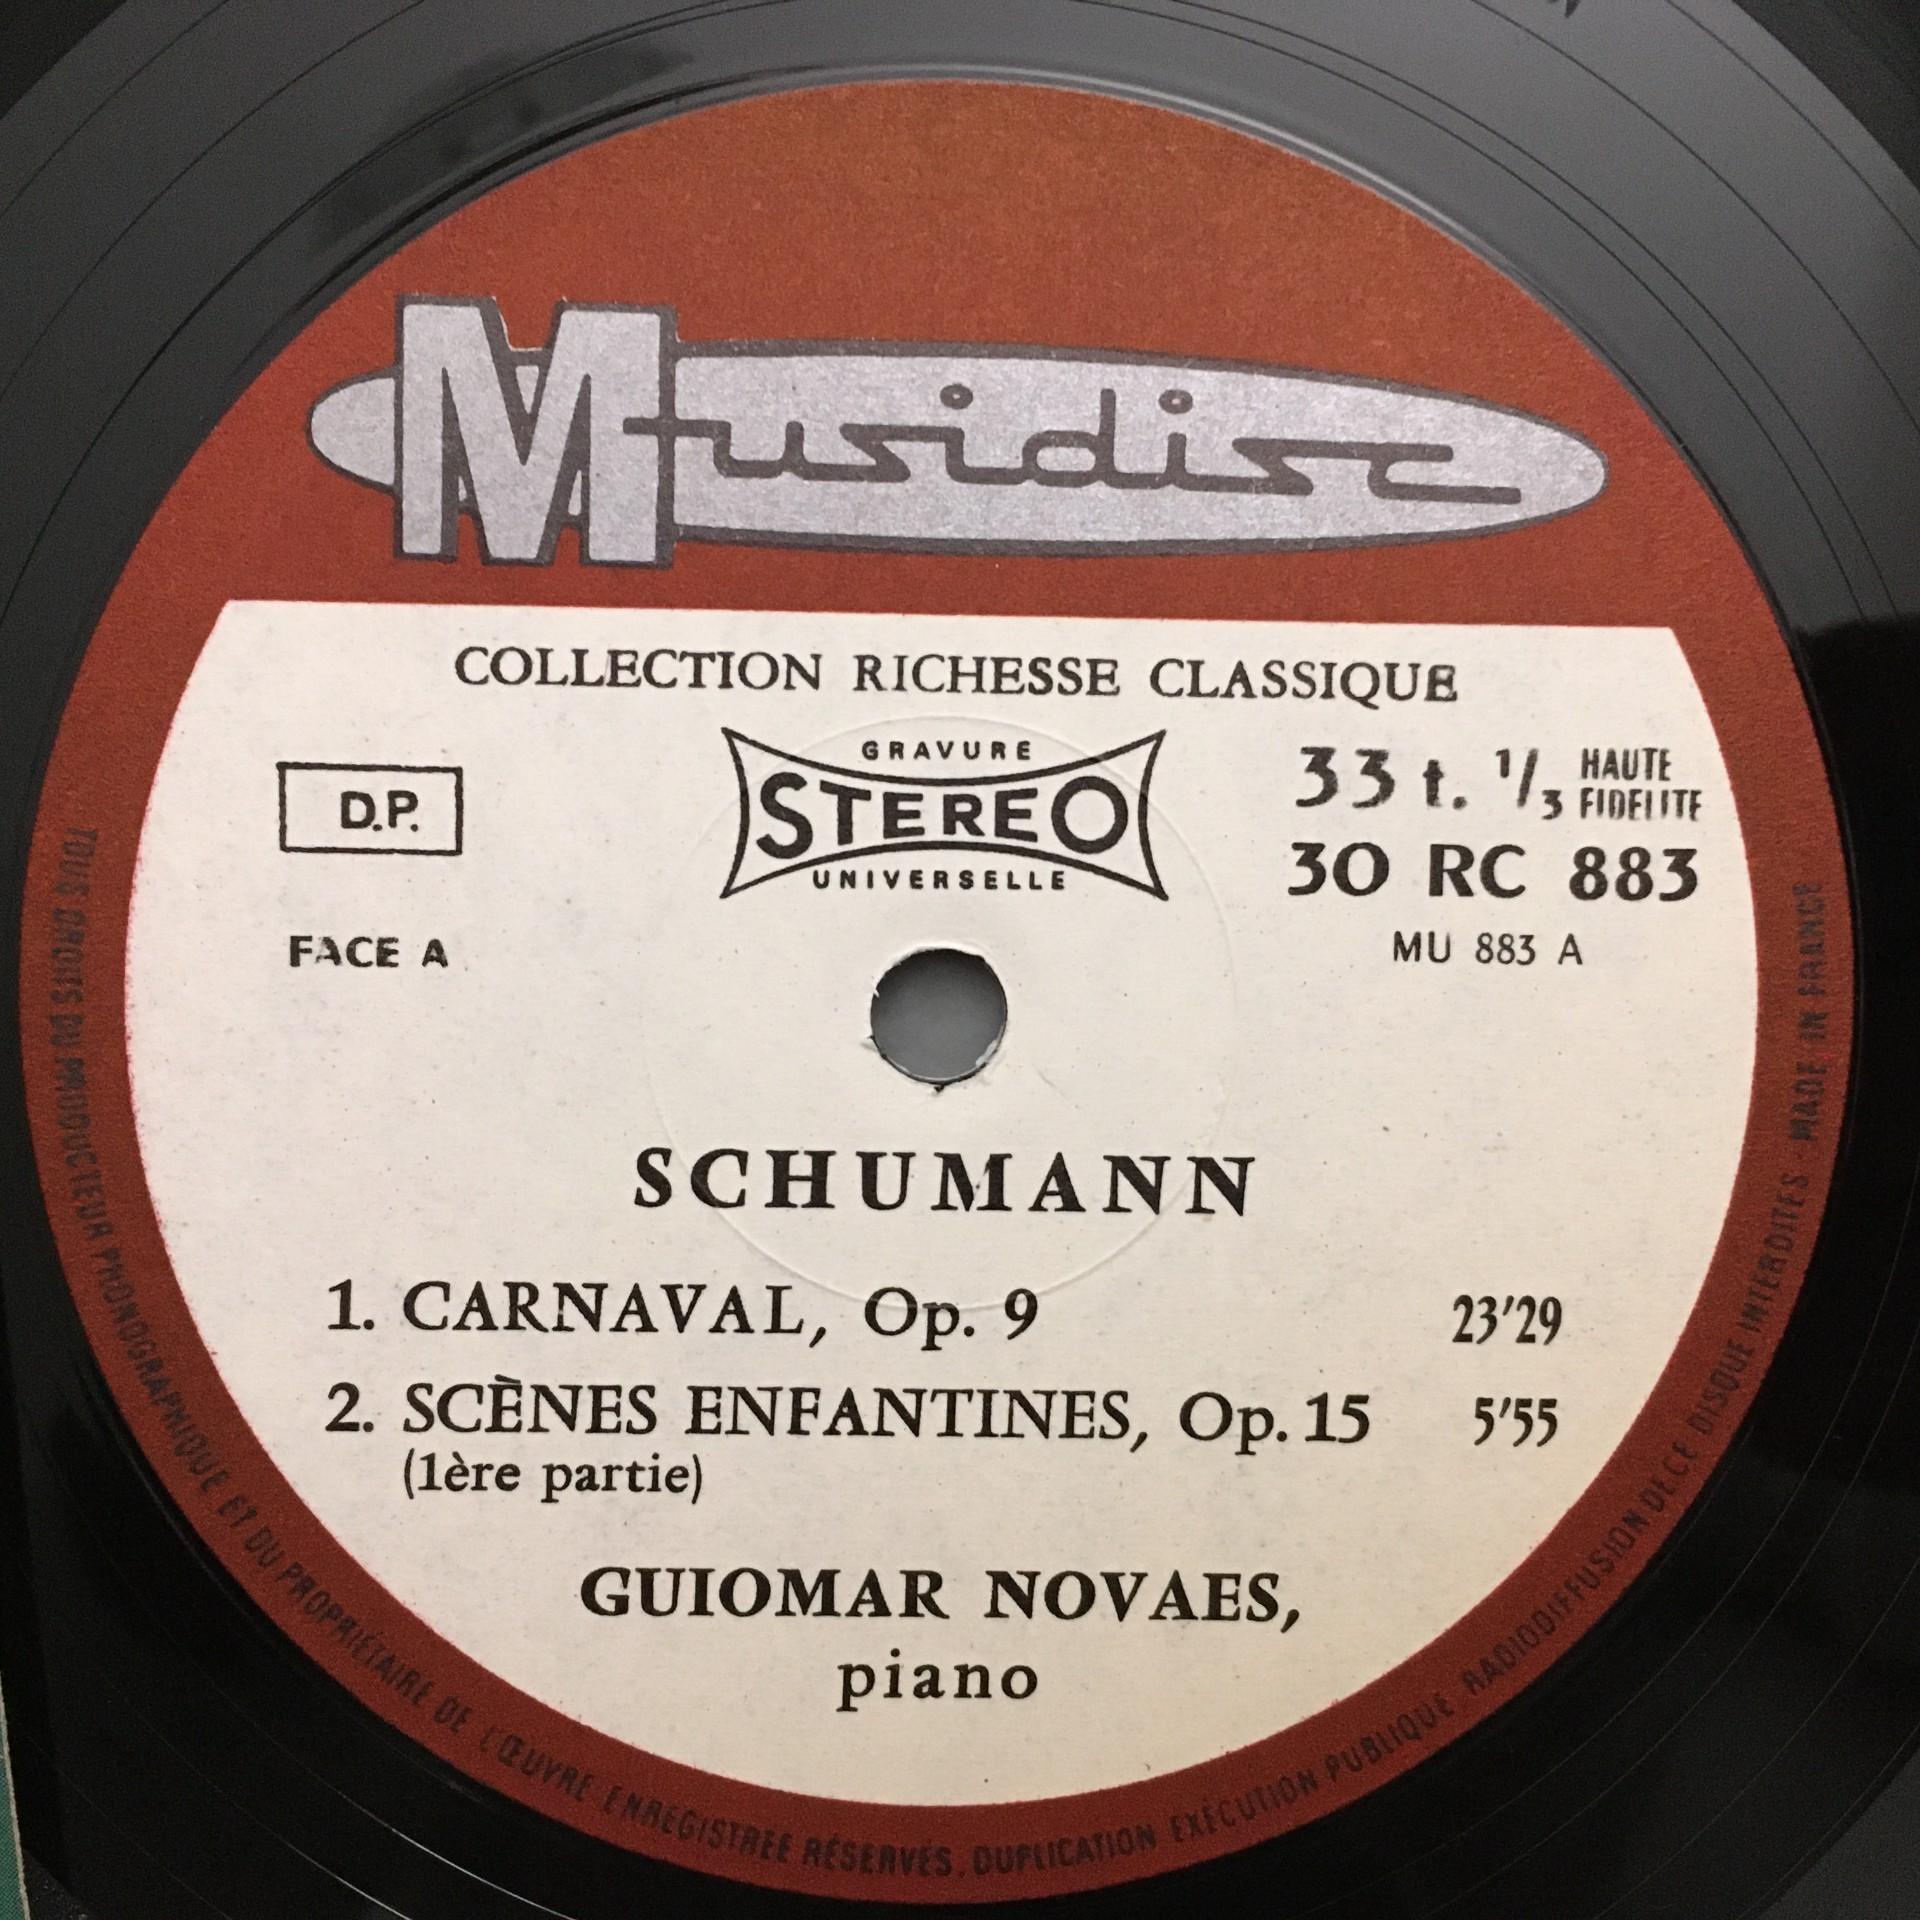 Musidisc
COLLECTION RICHESSE CLASSIQUE
D.P.
GRAVURE
STEREO
UNIVERSELLE
33 t. 1/3 HAUTE
FIDELITE
30 RC 883
FACE A
MU 883 A
SCHUMANN
1. CARNAVAL, Op. 9 23'29
2. SCÈNES ENFANTINES, Op. 15 5'55
(1ère partie)
GUIOMAR NOVAES,
piano
TOUS DROITS DU PRODUCTEUR PHONOGRAPHIQUE ET DU PROPRIÉTAIRE DE L'ŒUVRE ENREGISTRÉE RÉSERVÉS. DUPLICATION EXÉCUTION PUBLIQUE RADIODIFFUSION DE CE DISQUE INTERDITES · MADE IN FRANCE